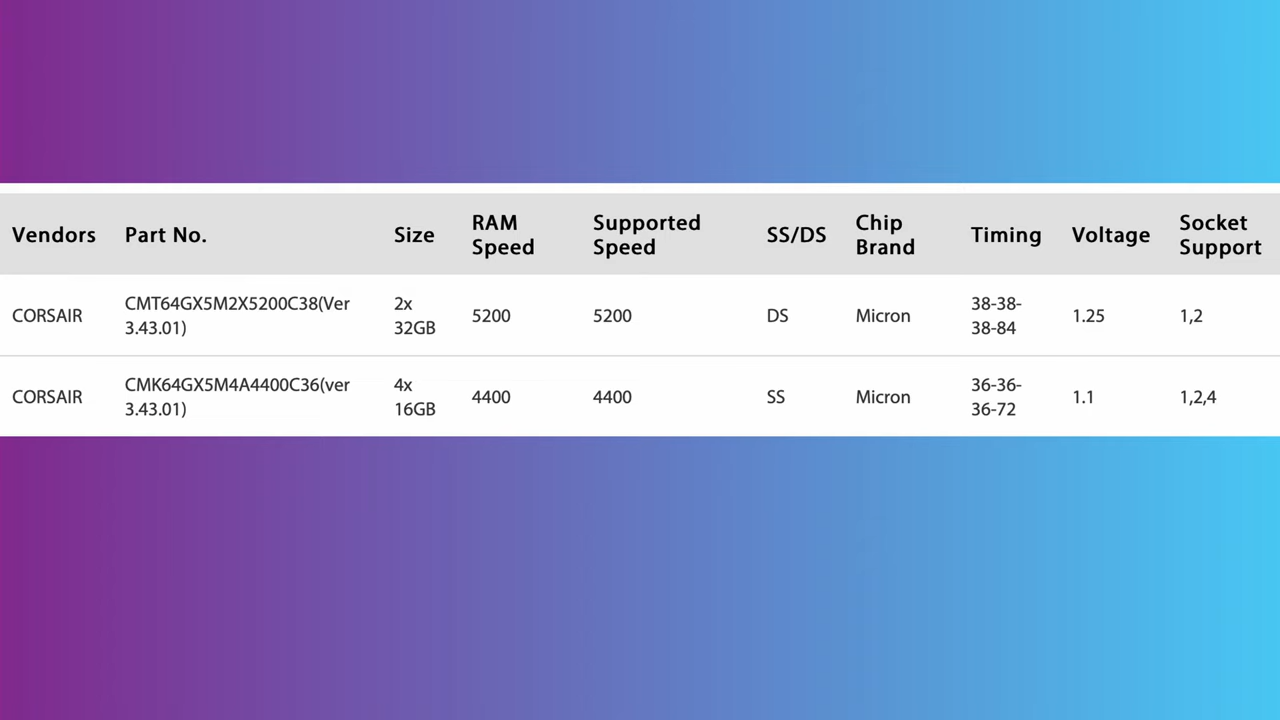 Vendors Part No. Size RAM Speed Supported Speed SS/DS Chip Brand Timing Voltage Socket Support
CORSAIR CMT64GX5M2X5200C38(Ver 3.43.01) 2x 32GB 5200 5200 DS Micron 38-38-38-84 1.25 1,2
CORSAIR CMK64GX5M4A4400C36(ver 3.43.01) 4x 16GB 4400 4400 SS Micron 36-36-36-72 1.1 1,2,4